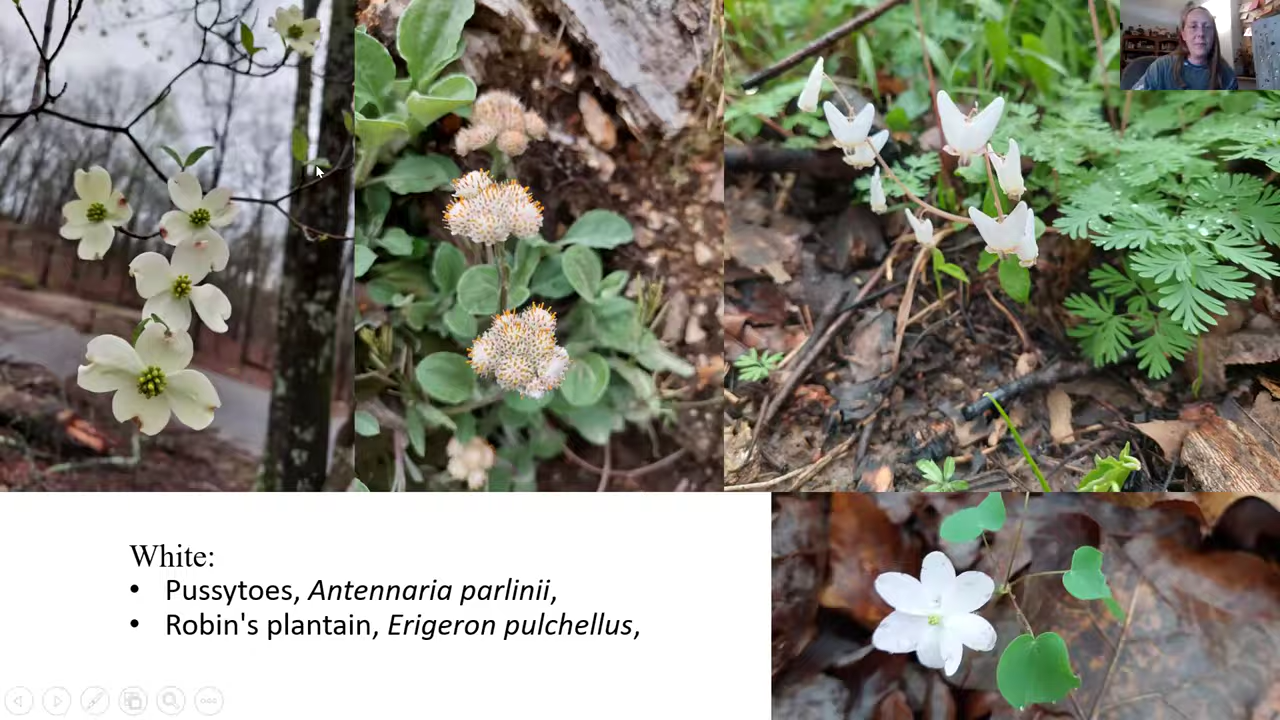 White:
• Pussytoes, Antennaria parlinii,
• Robin's plantain, Erigeron pulchellus,